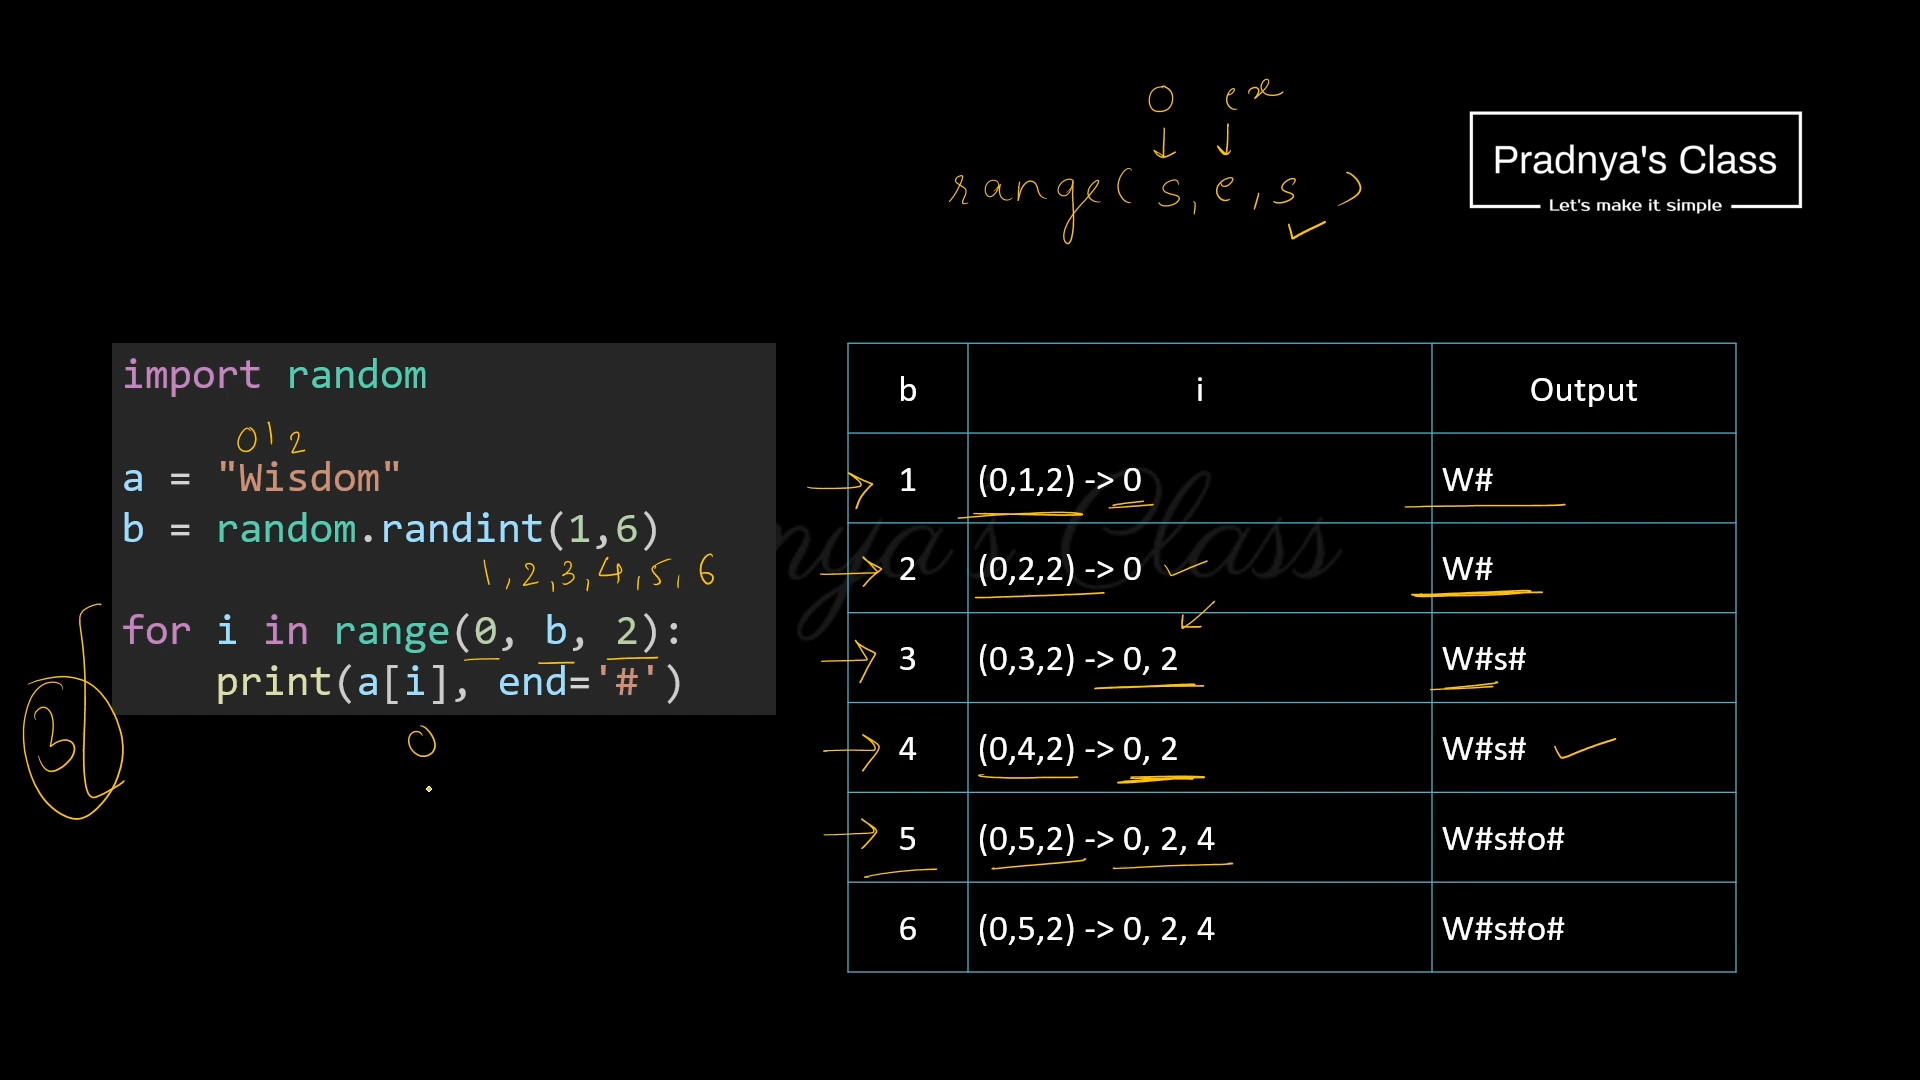 0 ex
range( s, e, s )
Pradnya's Class
Let's make it simple
import random
0 1 2
a = "Wisdom"
b = random.randint(1,6)
1, 2, 3, 4, 5, 6
for i in range(0, b, 2):
print(a[i], end='#')
3
0
b i Output
1 (0,1,2) -> 0 W#
2 (0,2,2) -> 0 W#
3 (0,3,2) -> 0, 2 W#s#
4 (0,4,2) -> 0, 2 W#s#
5 (0,5,2) -> 0, 2, 4 W#s#o#
6 (0,5,2) -> 0, 2, 4 W#s#o#
nya's Class